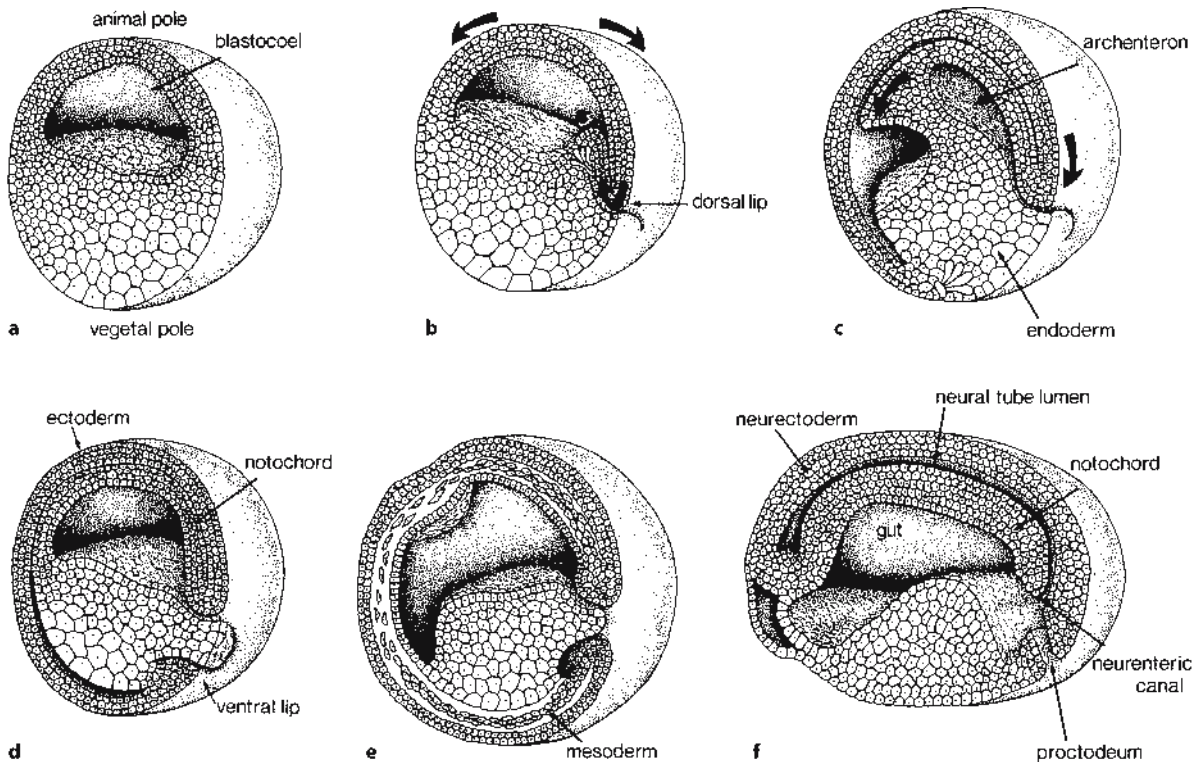 animal pole
blastocoel
vegetal pole
a
dorsal lip
b
archenteron
endoderm
c
ectoderm
notochord
ventral lip
d
mesoderm
e
neural tube lumen
neurectoderm
notochord
gut
neurenteric
canal
proctodeum
f